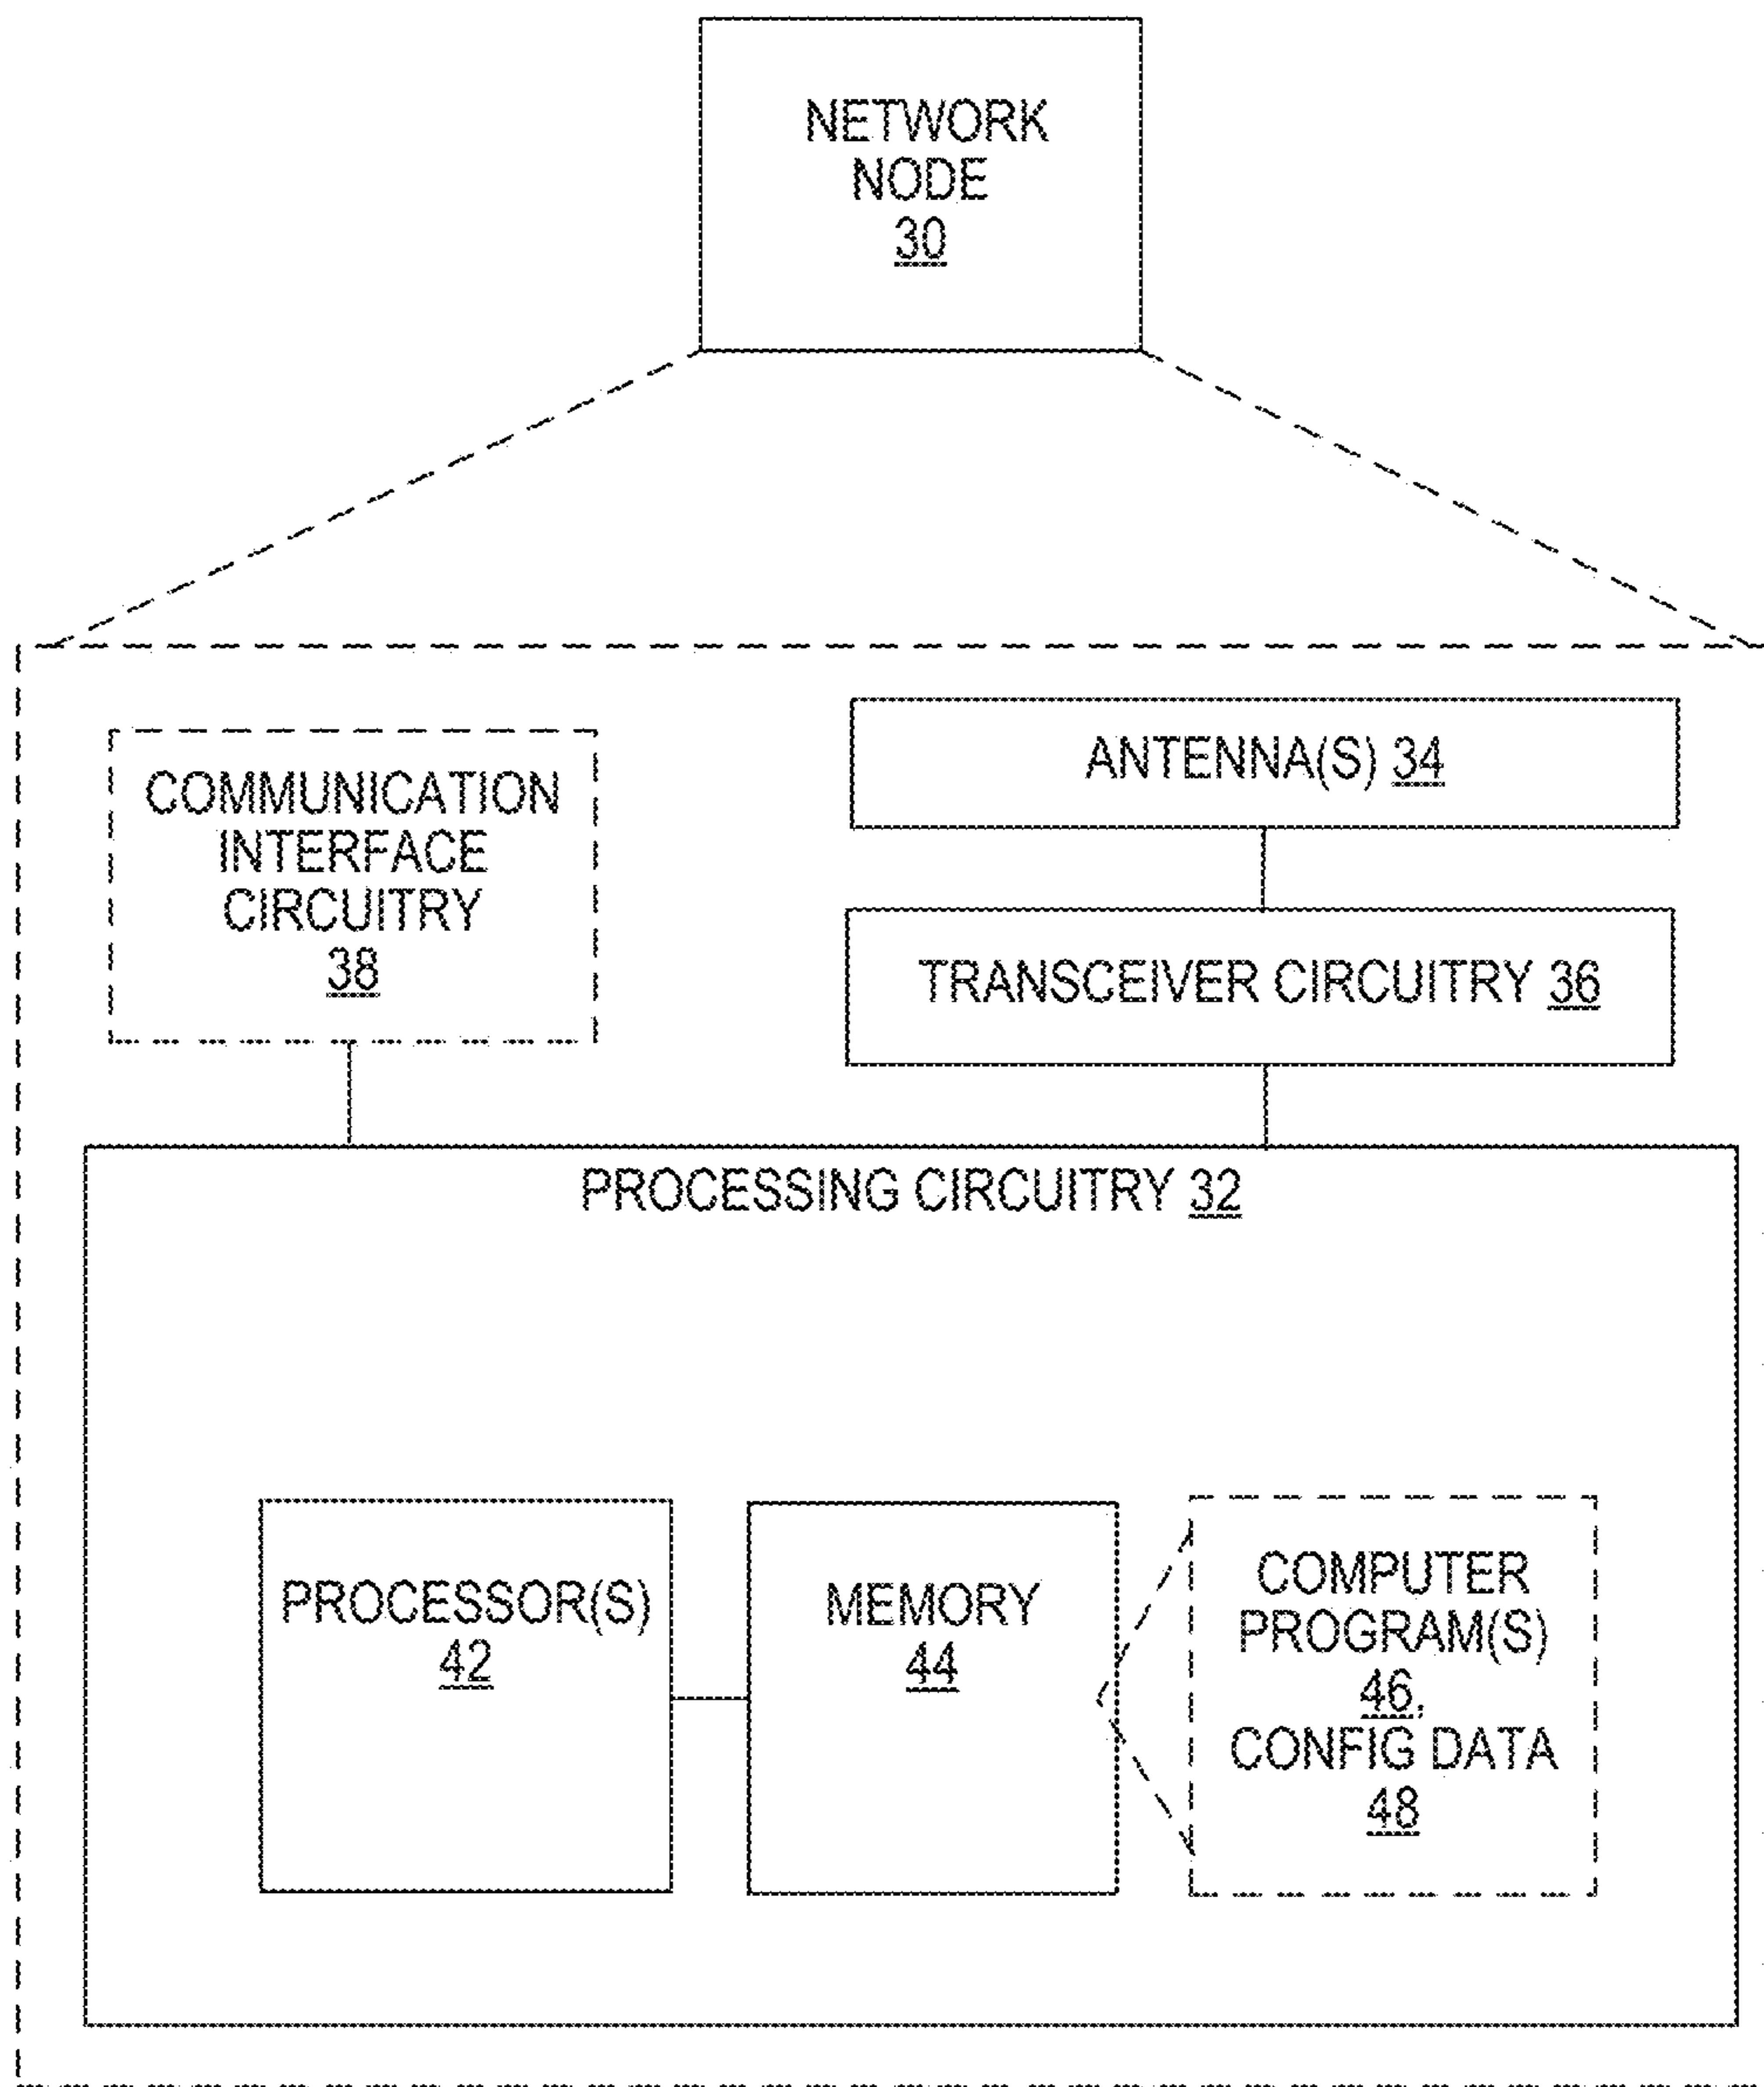 NETWORK
NODE
30
ANTENNA(S) 34
COMMUNICATION
INTERFACE
CIRCUITRY
38
TRANSCEIVER CIRCUITRY 36
PROCESSING CIRCUITRY 32
PROCESSOR(S)
42
MEMORY
44
COMPUTER
PROGRAM(S)
46,
CONFIG DATA
48